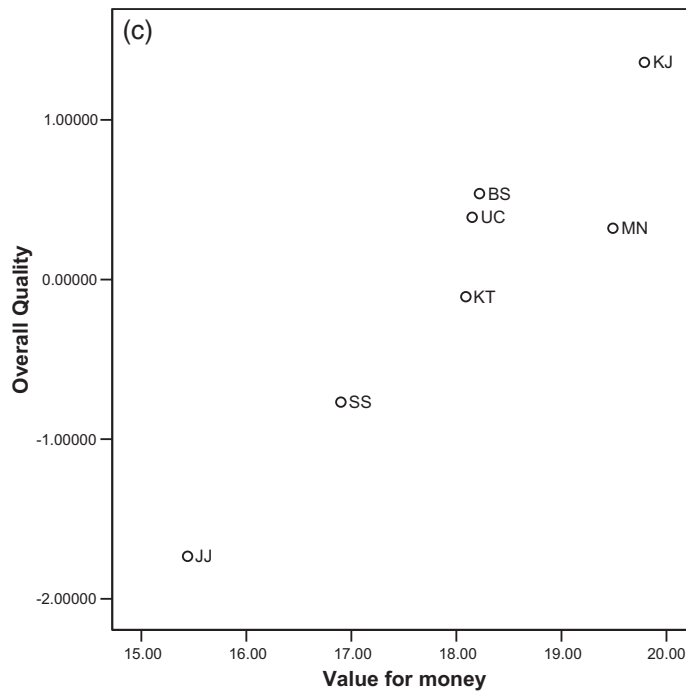 (c)
KJ
1.00000
BS
UC
MN
0.00000
KT
Overall Quality
SS
-1.00000
JJ
-2.00000
15.00 16.00 17.00 18.00 19.00 20.00
Value for money